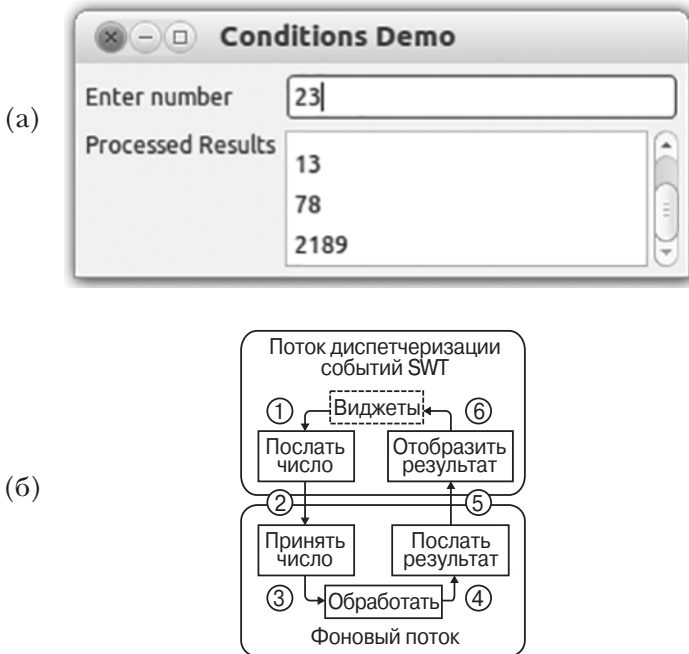 (а)
Conditions Demo
Enter number
23
Processed Results
13
78
2189
(б)
Поток диспетчеризации
событий SWT
1
Виджеты
6
Послать
число
Отобразить
результат
2
5
Принять
число
Послать
результат
3
Обработать
4
Фоновый поток